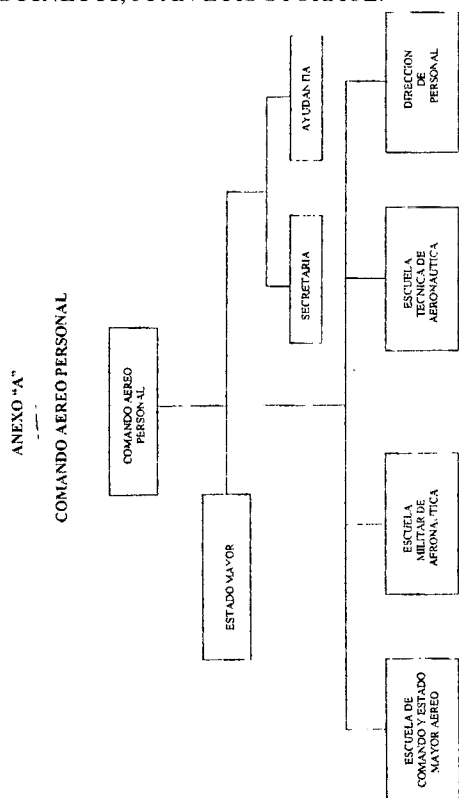 ANEXO "A"
COMANDO AEREO PERSONAL
COMANDO AEREO
PERSONAL
ESTADO MAYOR
SECRETARIA
AYUDANTIA
ESCUELA DE
COMANDO Y ESTADO
MAYOR AEREO
ESCUELA
MILITAR DE
AERONAUTICA
ESCUELA
TECNICA DE
AERONAUTICA
DIRECCION
DE
PERSONAL